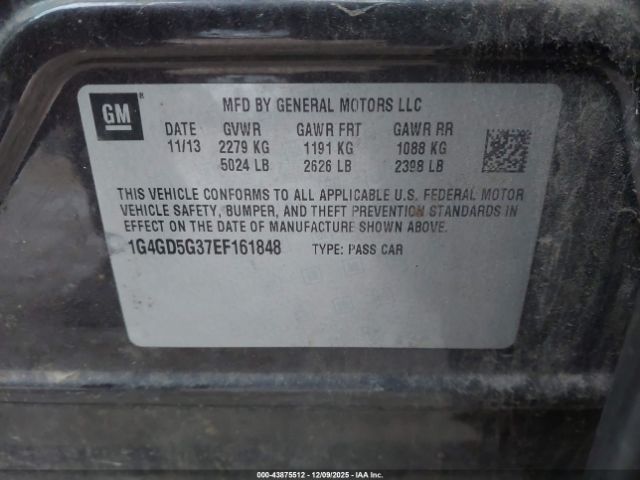 GM
MFD BY GENERAL MOTORS LLC
DATE GVWR GAWR FRT GAWR RR
11/13 2279 KG 1191 KG 1088 KG
5024 LB 2626 LB 2398 LB
THIS VEHICLE CONFORMS TO ALL APPLICABLE U.S. FEDERAL MOTOR
VEHICLE SAFETY, BUMPER, AND THEFT PREVENTION STANDARDS IN
EFFECT ON THE DATE OF MANUFACTURE SHOWN ABOVE.
1G4GD5G37EF161848 TYPE: PASS CAR
000-43875512 - 12/09/2025 - IAA Inc.